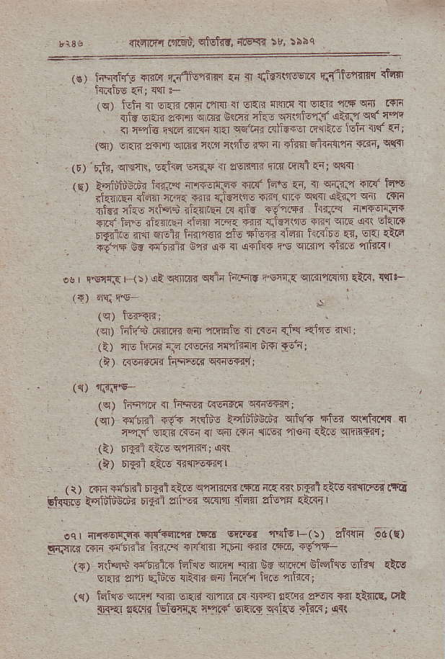 ৮২৪৬ বাংলাদেশ গেজেট, অতিরিক্ত, নভেম্বর ১৮, ১৯৯৭
(ঙ) নিম্নবর্ণিত কারণে দুর্নীতিপরায়ণ হন বা যুক্তিসংগতভাবে দুর্নীতিপরায়ণ বলিয়া
বিবেচিত হন; যথা ঃ—
(অ) তিনি বা তাহার কোন পোষ্য বা তাহার মাধ্যমে বা তাহার পক্ষে অন্য কোন
ব্যক্তি তাহার প্রকাশ্য আয়ের উৎসের সহিত অসংগতিপূর্ণ এইরূপ অর্থ সম্পদ
বা সম্পত্তি দখলে রাখেন যাহা অর্জনের যৌক্তিকতা দেখাইতে তিনি ব্যর্থ হন;
(আ) তাহার প্রকাশ্য আয়ের সংগে সংগতি রক্ষা না করিয়া জীবনযাপন করেন, অথবা
(চ) চুরি, আত্মসাৎ, তহবিল তসরূফ বা প্রতারণার দায়ে দোষী হন; অথবা
(ছ) ইন্সটিটিউটের বিরুদ্ধে নাশকতামূলক কার্যে লিপ্ত হন, বা অনুরূপ কার্যে লিপ্ত
রহিয়াছেন বলিয়া সন্দেহ করার যুক্তিসংগত কারণ থাকে অথবা এইরূপ অন্য কোন
ব্যক্তির সহিত সংশ্লিষ্ট রহিয়াছেন যে ব্যক্তি কর্তৃপক্ষের বিরুদ্ধে নাশকতামূলক
কার্যে লিপ্ত রহিয়াছেন বলিয়া সন্দেহ করার যুক্তিসংগত কারণ আছে এবং তাহাকে
চাকুরীতে রাখা জাতীর নিরাপত্তার প্রতি ক্ষতিকর বলিয়া বিবেচিত হয়, তাহা হইলে
কর্তৃপক্ষ উক্ত কর্মচারীর উপর এক বা একাধিক দণ্ড আরোপ করিতে পারিবে।
৩৬। দণ্ডসমূহ।—(১) এই অধ্যায়ের অধীন নিম্নোক্ত দণ্ডসমূহ আরোপযোগ্য হইবে, যথাঃ—
(ক) লঘু দণ্ড—
(অ) তিরস্কার;
(আ) নির্দিষ্ট মেয়াদের জন্য পদোন্নতি বা বেতন বৃদ্ধি স্থগিত রাখা;
(ই) সাত দিনের মূল বেতনের সমপরিমাণ টাকা কর্তন;
(ঈ) বেতনক্রমের নিম্নস্তরে অবনতকরণ;
(খ) গুরুদণ্ড—
(অ) নিম্নপদে বা নিম্নতর বেতনক্রমে অবনতকরণ;
(আ) কর্মচারী কর্তৃক সংঘটিত ইন্সটিটিউটের আর্থিক ক্ষতির অংশবিশেষ বা
সম্পূর্ণ তাহার বেতন বা অন্য কোন খাতের পাওনা হইতে আদায়করণ;
(ই) চাকুরী হইতে অপসারণ; এবং
(ঈ) চাকুরী হইতে বরখাস্তকরণ।
(২) কোন কর্মচারী চাকুরী হইতে অপসারণের ক্ষেত্রে নহে বরং চাকুরী হইতে বরখাস্তের ক্ষেত্রে
ভবিষ্যতে ইন্সটিটিউটের চাকুরী প্রাপ্তির অযোগ্য বলিয়া প্রতিপন্ন হইবেন।
৩৭। নাশকতামূলক কার্যকলাপের ক্ষেত্রে তদন্তের পদ্ধতি।—(১) প্রবিধান ৩৫(ছ)
অনুসারে কোন কর্মচারীর বিরুদ্ধে কার্যধারা সূচনা করার ক্ষেত্রে, কর্তৃপক্ষ—
(ক) সংশ্লিষ্ট কর্মচারীকে লিখিত আদেশ দ্বারা উক্ত আদেশে উল্লিখিত তারিখ হইতে
তাহার প্রাপ্য ছুটিতে যাইবার জন্য নির্দেশ দিতে পারিবে;
(খ) লিখিত আদেশ দ্বারা তাহার ব্যাপারে যে ব্যবস্থা গ্রহণের প্রস্তাব করা হইয়াছে, সেই
ব্যবস্থা গ্রহণের ভিত্তিসমূহ সম্পর্কে তাহাকে অবহিত করিবে; এবং